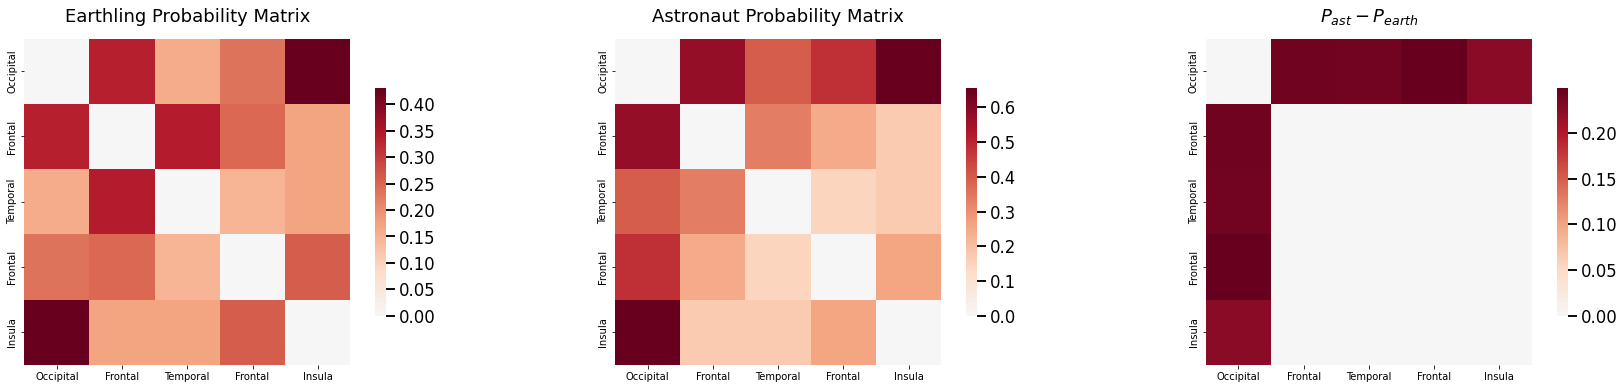 Earthling Probability Matrix
Occipital
Frontal
Temporal
Frontal
Insula
Occipital Frontal Temporal Frontal Insula
0.40
0.35
0.30
0.25
0.20
0.15
0.10
0.05
0.00
Astronaut Probability Matrix
Occipital
Frontal
Temporal
Frontal
Insula
Occipital Frontal Temporal Frontal Insula
0.6
0.5
0.4
0.3
0.2
0.1
0.0
P_ast − P_earth
Occipital
Frontal
Temporal
Frontal
Insula
Occipital Frontal Temporal Frontal Insula
0.20
0.15
0.10
0.05
0.00